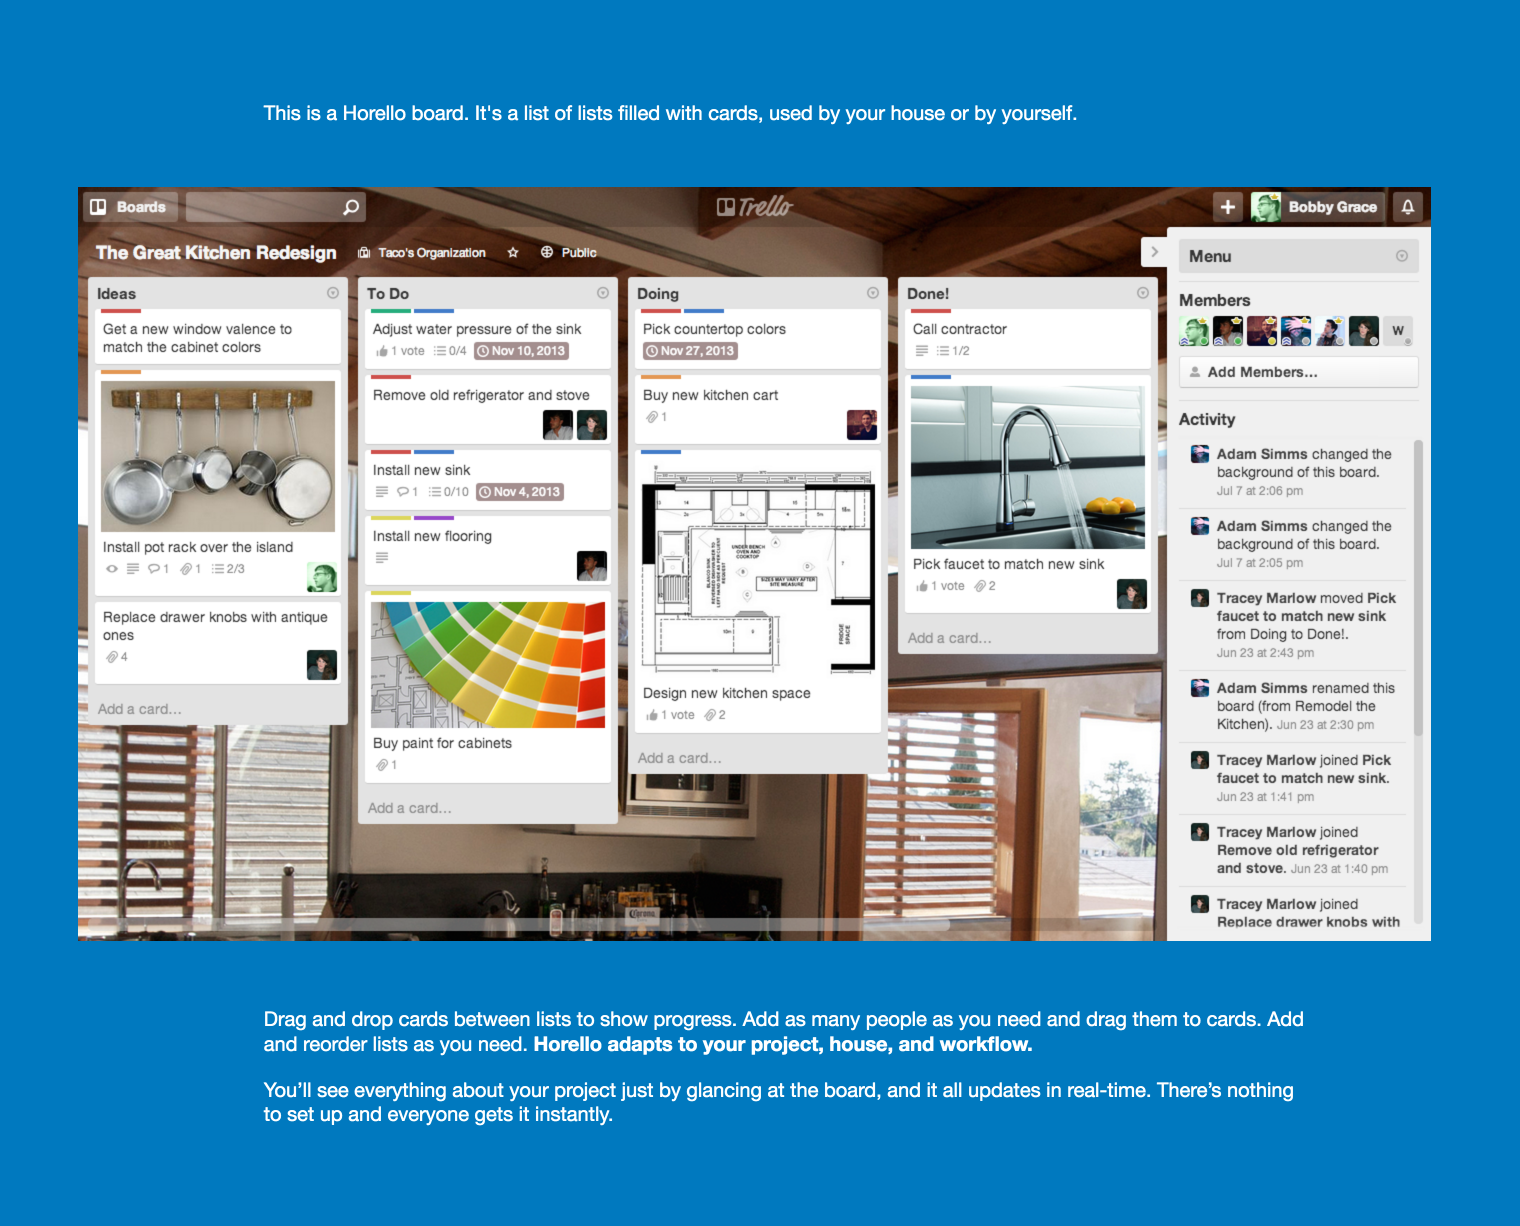 This is a Horello board. It's a list of lists filled with cards, used by your house or by yourself.
Boards
Trello
Bobby Grace
The Great Kitchen Redesign
Taco's Organization
Public
Ideas
Get a new window valence to
match the cabinet colors
Install pot rack over the island
1
1
2/3
Replace drawer knobs with antique
ones
4
Add a card...
To Do
Adjust water pressure of the sink
1 vote
0/4
Nov 10, 2013
Remove old refrigerator and stove
Install new sink
1
0/10
Nov 4, 2013
Install new flooring
Buy paint for cabinets
1
Add a card...
Doing
Pick countertop colors
Nov 27, 2013
Buy new kitchen cart
1
UNDER BENCH
OVEN AND
COOKTOP
SIZES MAY VARY AFTER
SITE MEASURE
FRIDGE
SPACE
Design new kitchen space
1 vote
2
Add a card...
Done!
Call contractor
1/2
Pick faucet to match new sink
1 vote
2
Add a card...
Menu
Members
W
Add Members...
Activity
Adam Simms changed the
background of this board.
Jul 7 at 2:06 pm
Adam Simms changed the
background of this board.
Jul 7 at 2:05 pm
Tracey Marlow moved Pick
faucet to match new sink
from Doing to Done!.
Jun 23 at 2:43 pm
Adam Simms renamed this
board (from Remodel the
Kitchen). Jun 23 at 2:30 pm
Tracey Marlow joined Pick
faucet to match new sink.
Jun 23 at 1:41 pm
Tracey Marlow joined
Remove old refrigerator
and stove. Jun 23 at 1:40 pm
Tracey Marlow joined
Replace drawer knobs with
Corona
Drag and drop cards between lists to show progress. Add as many people as you need and drag them to cards. Add
and reorder lists as you need. Horello adapts to your project, house, and workflow.
You’ll see everything about your project just by glancing at the board, and it all updates in real-time. There’s nothing
to set up and everyone gets it instantly.